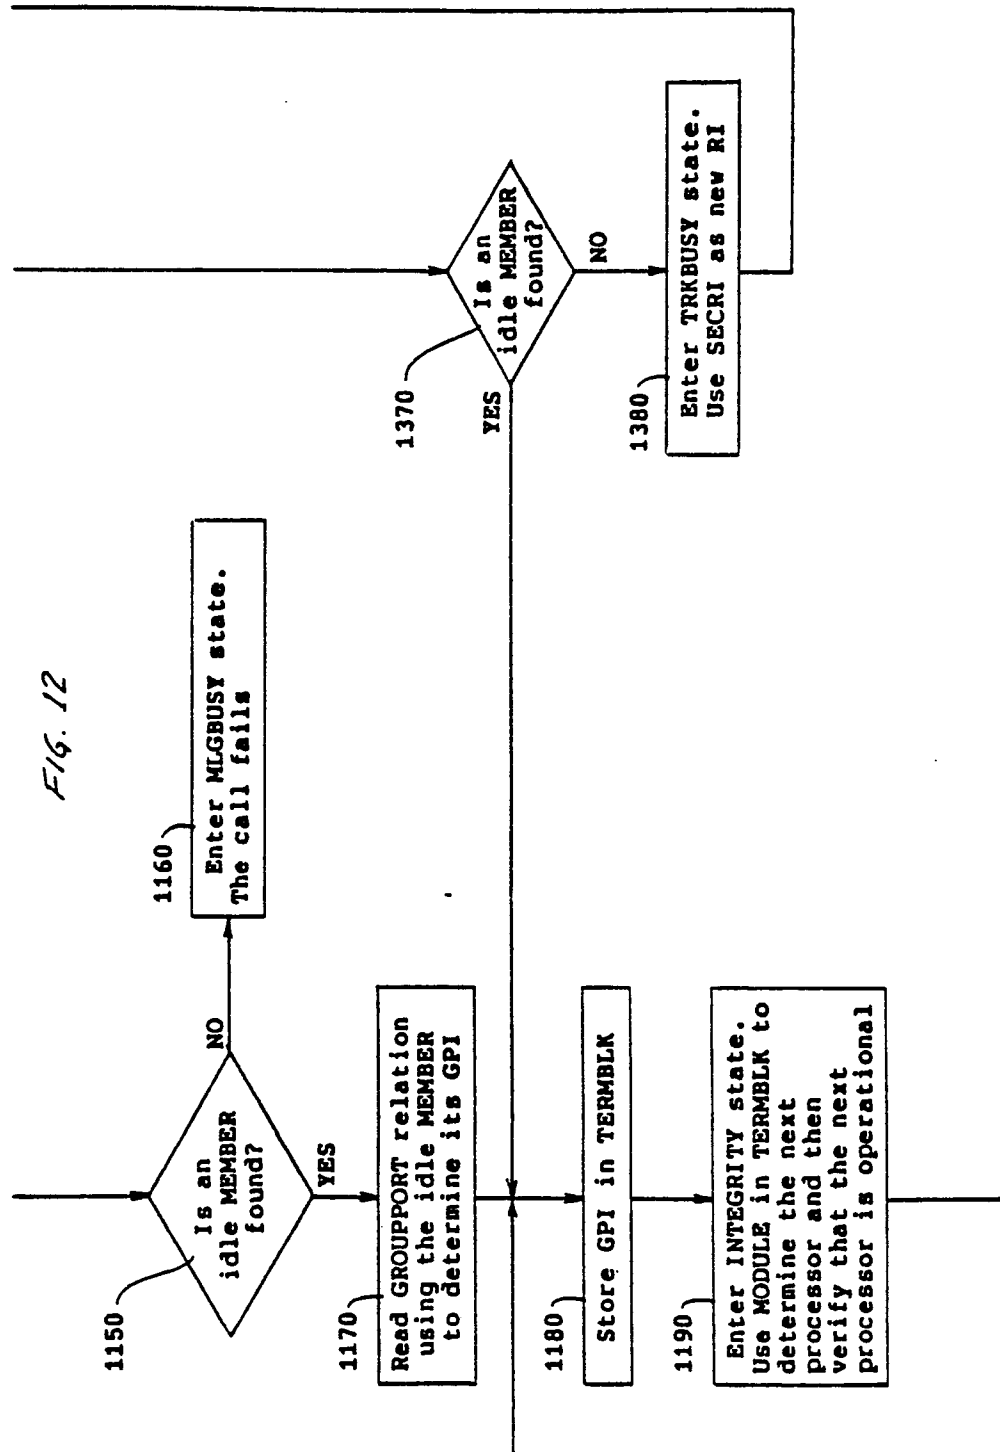 FIG. 12
1150
Is an
idle MEMBER
found?
NO
YES
1160
Enter MLGBUSY state.
The call fails
1170
Read GROUPPORT relation
using the idle MEMBER
to determine its GPI
1180
Store GPI in TERMBLK
1190
Enter INTEGRITY state.
Use MODULE in TERMBLK to
determine the next
processor and then
verify that the next
processor is operational
1370
Is an
idle MEMBER
found?
YES
NO
1380
Enter TRKBUSY state.
Use SECRI as new RI